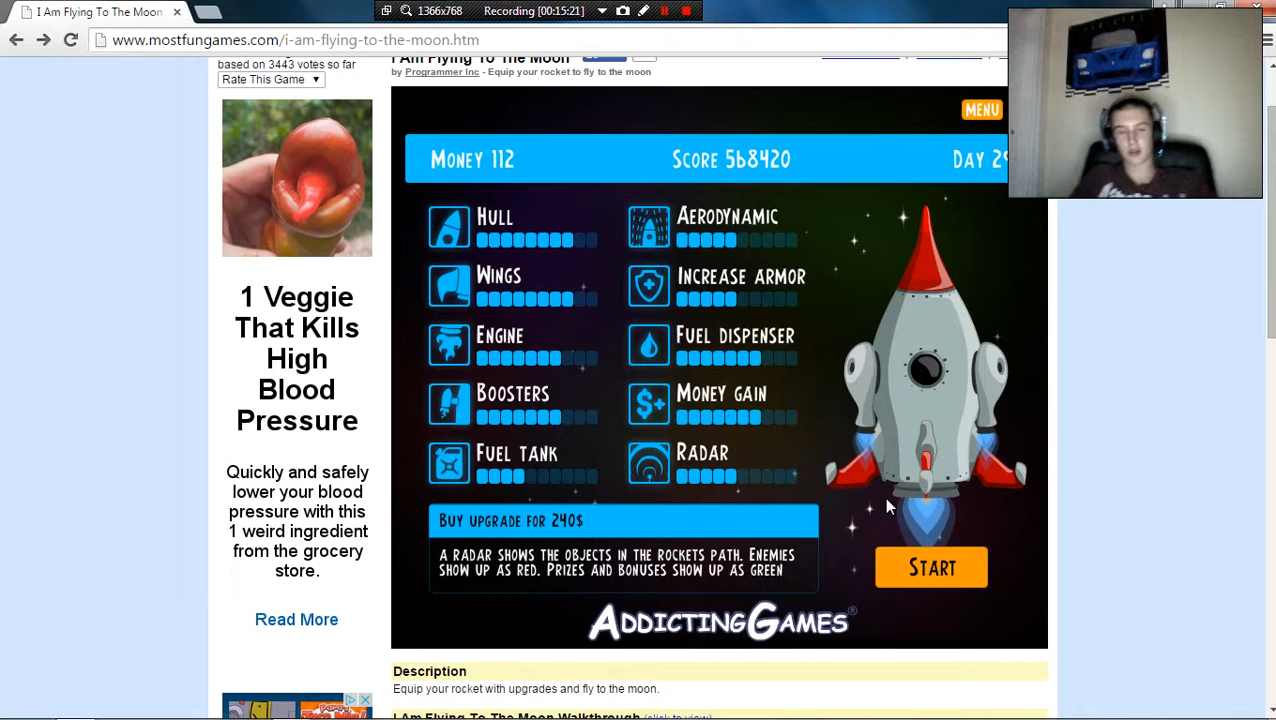 I Am Flying To The Moon
1366x768
Recording [00:15:21]
www.mostfungames.com/i-am-flying-to-the-moon.htm
based on 3443 votes so far
Rate This Game
I Am Flying To The Moon
by Programmer Inc - Equip your rocket to fly to the moon
MENU
Money 112
Score 568420
Day 29
Hull
Aerodynamic
Wings
Increase Armor
Engine
Fuel Dispenser
Boosters
Money Gain
Fuel Tank
Radar
Buy upgrade for 240$
A radar shows the objects in the rockets path. Enemies
show up as red. Prizes and bonuses show up as green
Start
AddictingGames®
1 Veggie
That Kills
High
Blood
Pressure
Quickly and safely
lower your blood
pressure with this
1 weird ingredient
from the grocery
store.
Read More
Description
Equip your rocket with upgrades and fly to the moon.
I Am Flying To The Moon Walkthrough (click to view)